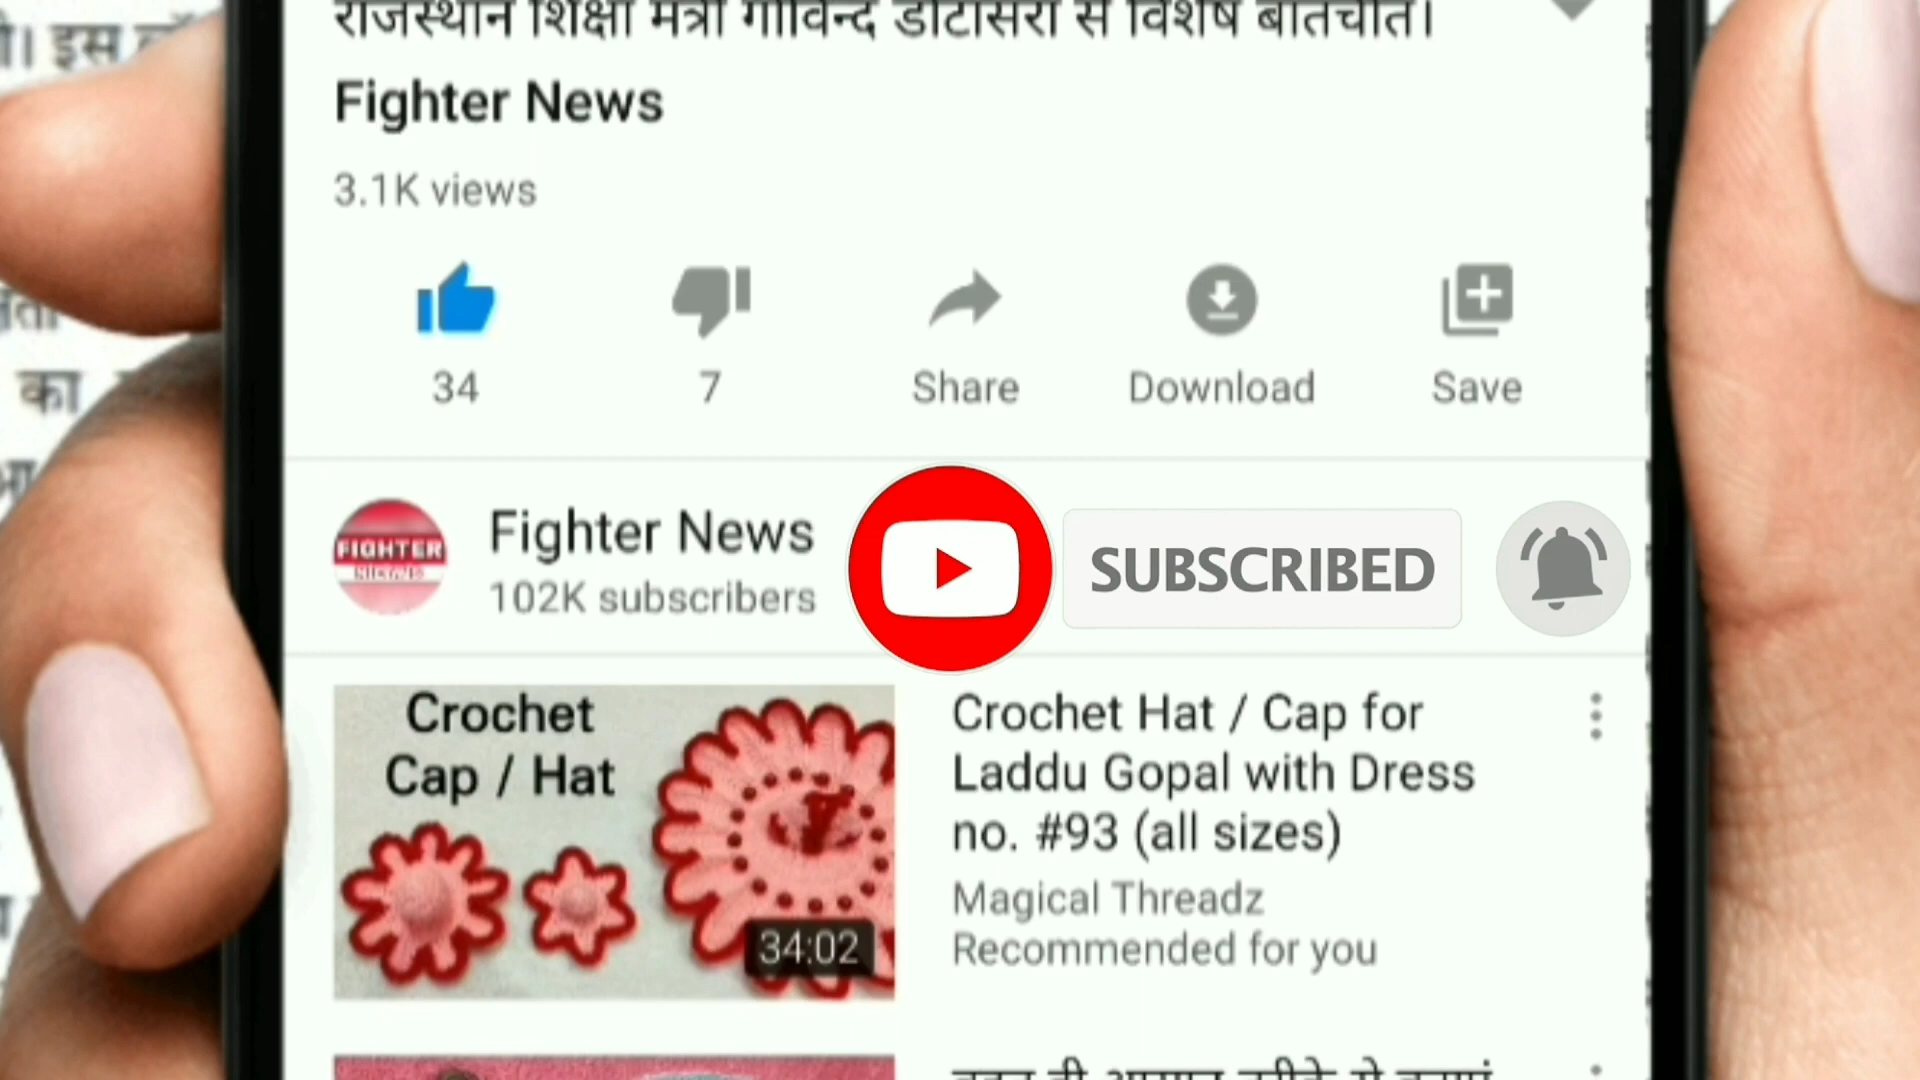 राजस्थान शिक्षा मंत्री गोविन्द डोटासरा से विशेष बातचीत।
Fighter News
3.1K views
34
7
Share
Download
Save
FIGHTER
Fighter News
102K subscribers
SUBSCRIBED
Crochet
Cap / Hat
34:02
Crochet Hat / Cap for
Laddu Gopal with Dress
no. #93 (all sizes)
Magical Threadz
Recommended for you
। इस
का